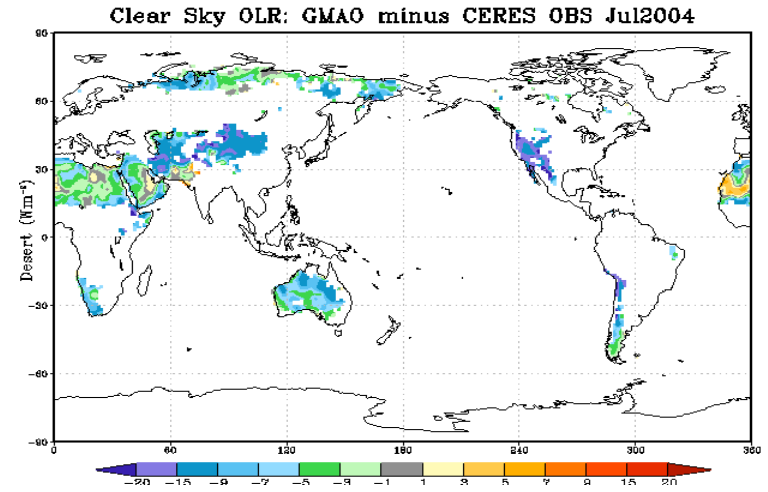 Clear Sky OLR: GMAO minus CERES OBS Jul2004
Desert (Wm⁻²)
90
60
30
0
−30
−60
−90
0 60 120 180 240 300 360
−20 −15 −9 −7 −5 −3 −1 1 3 5 7 9 15 20